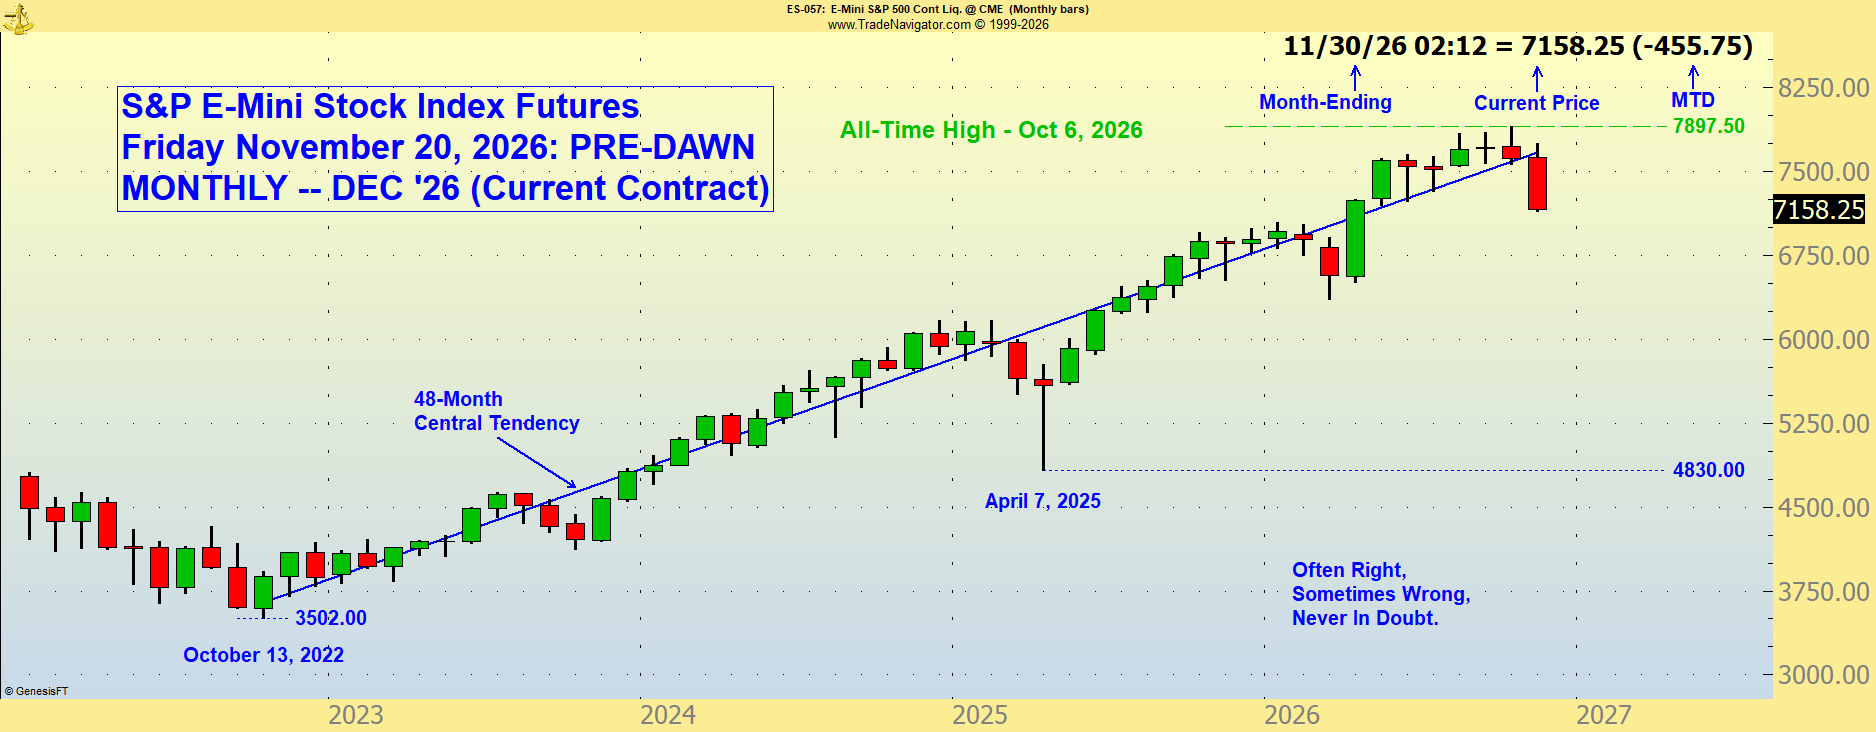 ES-057: E-Mini S&P 500 Cont Liq. @ CME (Monthly bars)
www.TradeNavigator.com © 1999-2026
11/30/26 02:12 = 7158.25 (-455.75)
Month-Ending
Current Price
MTD
S&P E-Mini Stock Index Futures
Friday November 20, 2026: PRE-DAWN
MONTHLY -- DEC '26 (Current Contract)
All-Time High - Oct 6, 2026
7897.50
8250.00
7500.00
7158.25
6750.00
6000.00
5250.00
4500.00
3750.00
3000.00
48-Month
Central Tendency
4830.00
April 7, 2025
3502.00
October 13, 2022
Often Right,
Sometimes Wrong,
Never In Doubt.
© GenesisFT
2023
2024
2025
2026
2027